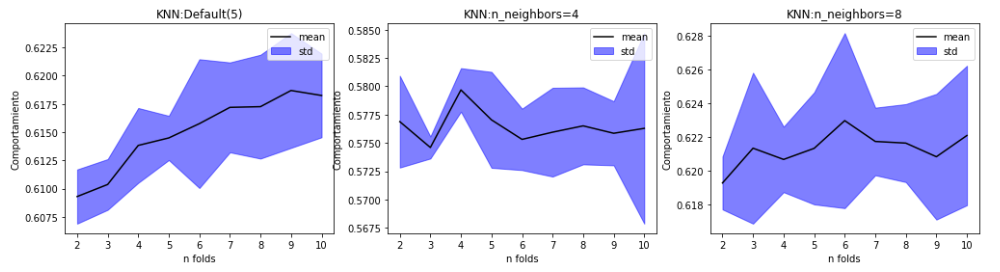 KNN:Default(5)
mean
std
0.6225
0.6200
0.6175
0.6150
0.6125
0.6100
0.6075
Comportamiento
2 3 4 5 6 7 8 9 10
n folds
KNN:n_neighbors=4
mean
std
0.5850
0.5825
0.5800
0.5775
0.5750
0.5725
0.5700
0.5675
Comportamiento
2 3 4 5 6 7 8 9 10
n folds
KNN:n_neighbors=8
mean
std
0.628
0.626
0.624
0.622
0.620
0.618
Comportamiento
2 3 4 5 6 7 8 9 10
n folds